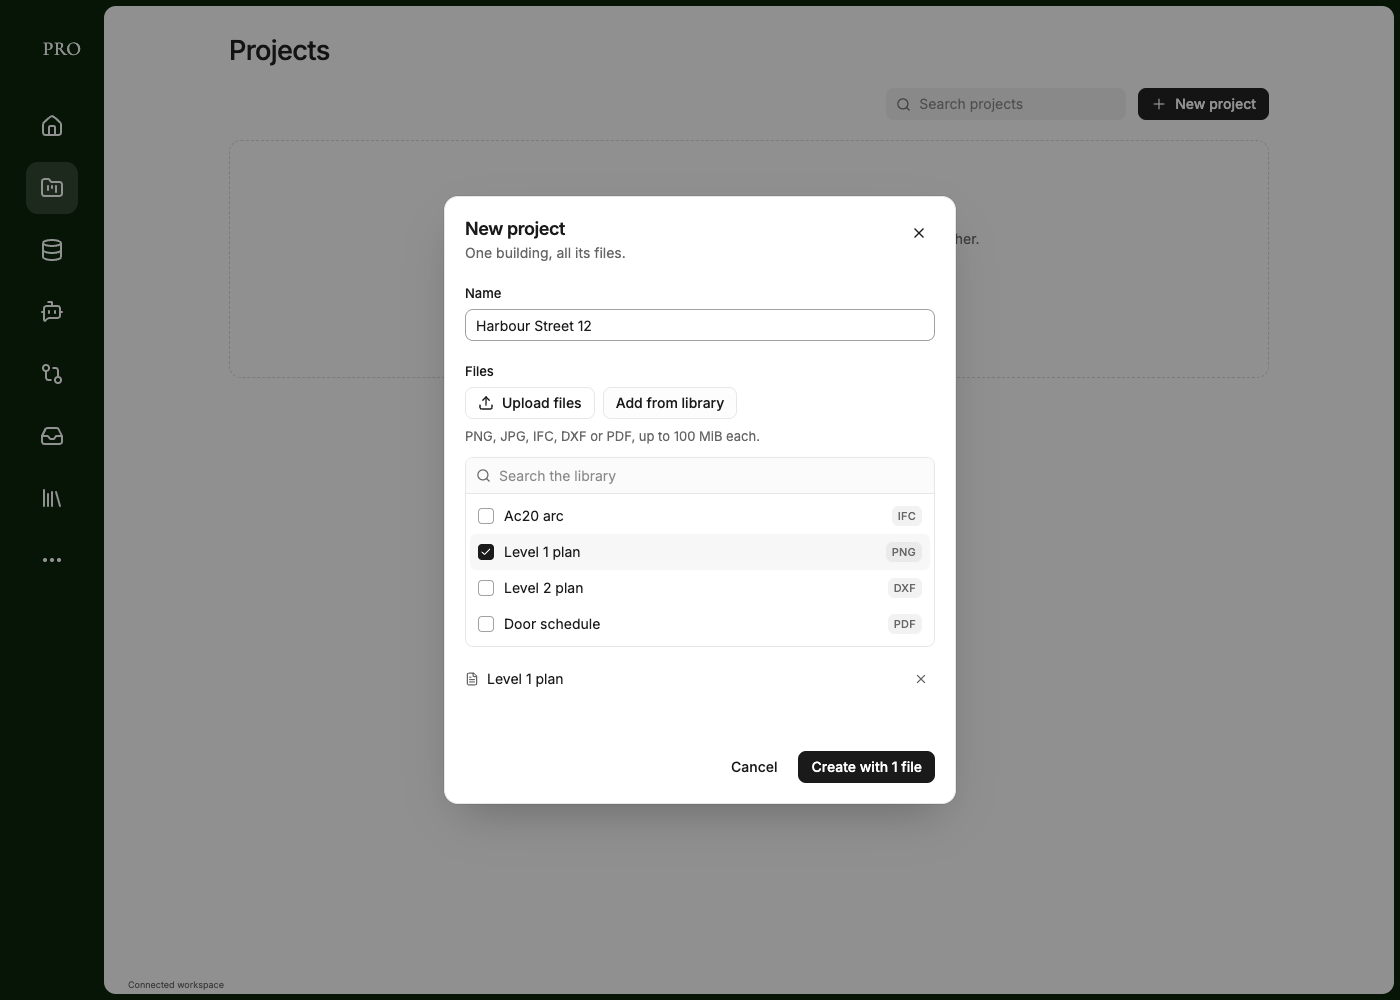 PRO
Projects
Search projects
New project
her.
New project
One building, all its files.
Name
Harbour Street 12
Files
Upload files
Add from library
PNG, JPG, IFC, DXF or PDF, up to 100 MiB each.
Search the library
Ac20 arc
IFC
Level 1 plan
PNG
Level 2 plan
DXF
Door schedule
PDF
Level 1 plan
Cancel
Create with 1 file
Connected workspace